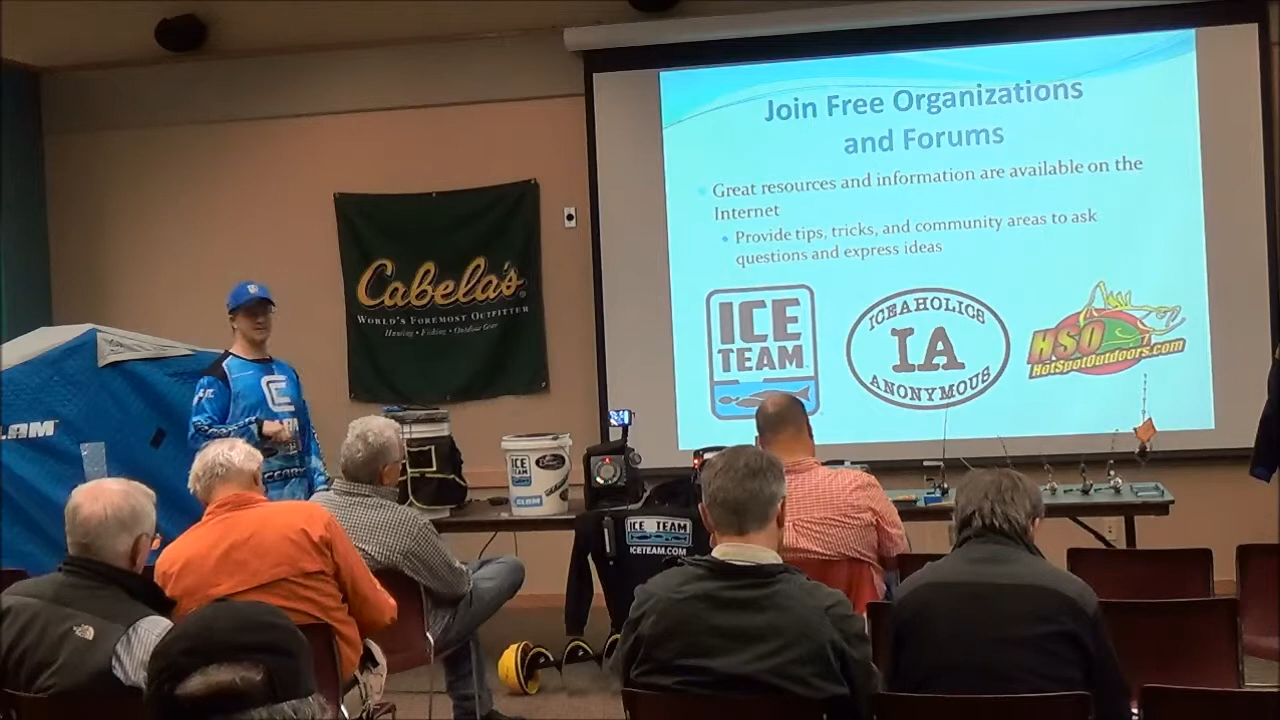 Join Free Organizations
and Forums
Great resources and information are available on the
Internet
Provide tips, tricks, and community areas to ask
questions and express ideas
ICE
TEAM
ICEAHOLICS
IA
ANONYMOUS
HSO
HotSpotOutdoors.com
Cabela's
WORLD'S FOREMOST OUTFITTER
Hunting • Fishing • Outdoor Gear
CLAM
C
ICE
TEAM
CLAM
ICE TEAM
ICETEAM.COM